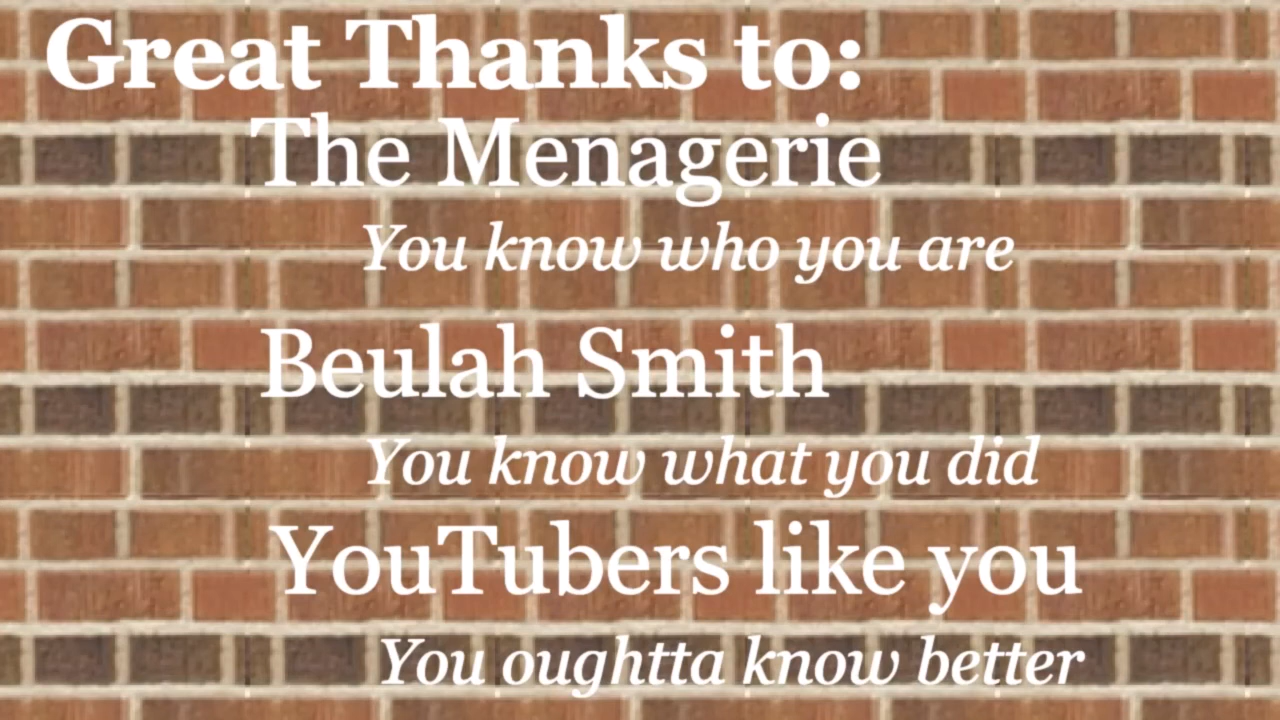 Great Thanks to:
The Menagerie
You know who you are
Beulah Smith
You know what you did
YouTubers like you
You oughtta know better